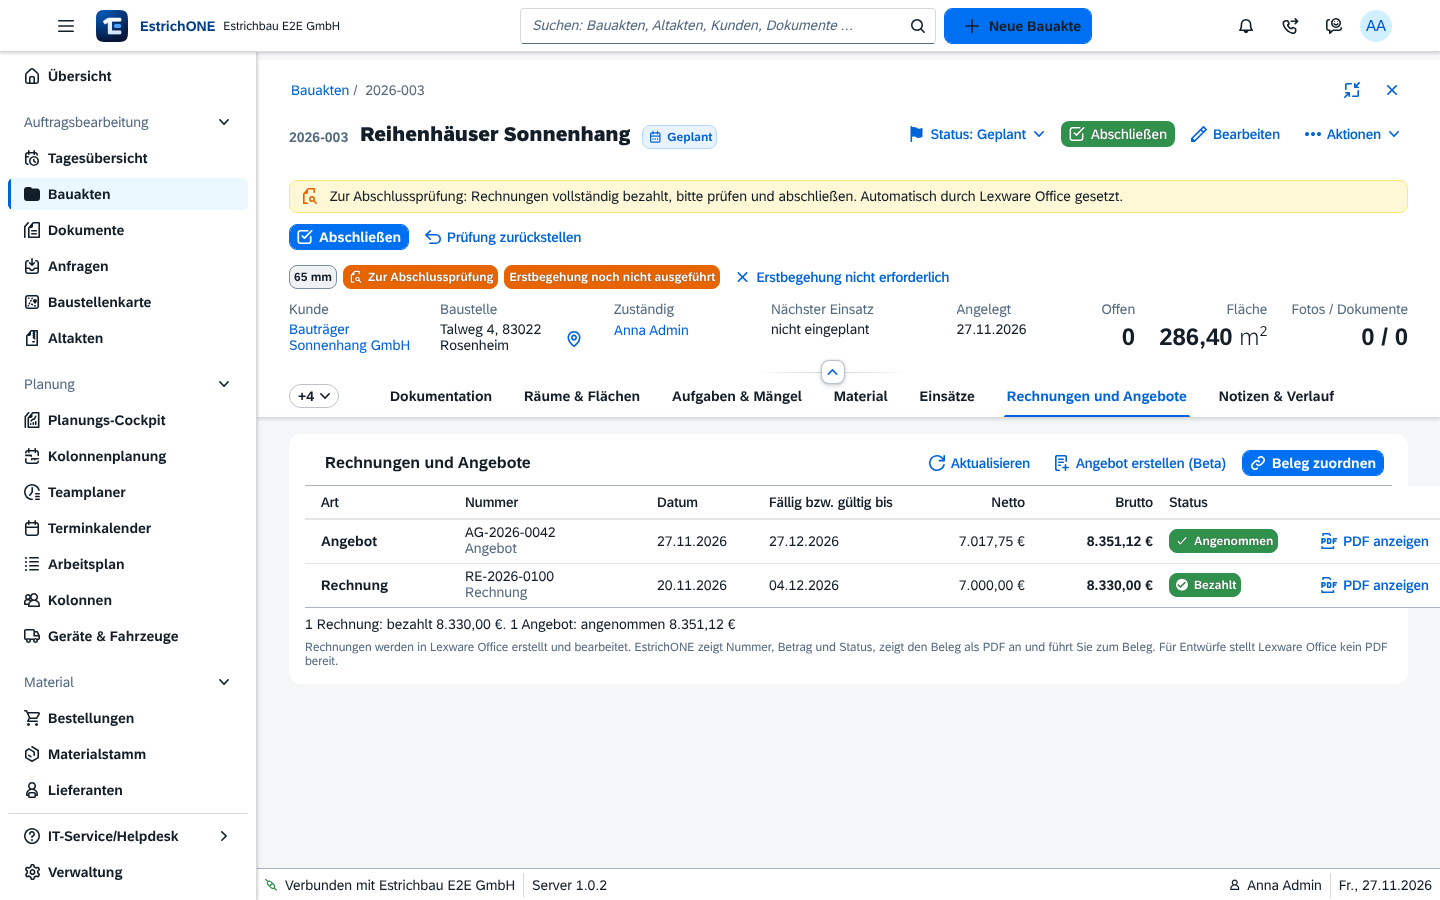 EstrichONE Estrichbau E2E GmbH
Suchen: Bauakten, Altakten, Kunden, Dokumente ...
Neue Bauakte
AA
Übersicht
Auftragsbearbeitung
Tagesübersicht
Bauakten
Dokumente
Anfragen
Baustellenkarte
Altakten
Planung
Planungs-Cockpit
Kolonnenplanung
Teamplaner
Terminkalender
Arbeitsplan
Kolonnen
Geräte & Fahrzeuge
Material
Bestellungen
Materialstamm
Lieferanten
IT-Service/Helpdesk
Verwaltung
Bauakten / 2026-003
2026-003 Reihenhäuser Sonnenhang Geplant
Status: Geplant Abschließen Bearbeiten Aktionen
Zur Abschlussprüfung: Rechnungen vollständig bezahlt, bitte prüfen und abschließen. Automatisch durch Lexware Office gesetzt.
Abschließen Prüfung zurückstellen
65 mm Zur Abschlussprüfung Erstbegehung noch nicht ausgeführt Erstbegehung nicht erforderlich
Kunde Baustelle Zuständig Nächster Einsatz Angelegt Offen Fläche Fotos / Dokumente
Bauträger Sonnenhang GmbH
Talweg 4, 83022 Rosenheim
Anna Admin
nicht eingeplant
27.11.2026
0
286,40 m²
0 / 0
+4 Dokumentation Räume & Flächen Aufgaben & Mängel Material Einsätze Rechnungen und Angebote Notizen & Verlauf
Rechnungen und Angebote Aktualisieren Angebot erstellen (Beta) Beleg zuordnen
Art Nummer Datum Fällig bzw. gültig bis Netto Brutto Status
Angebot AG-2026-0042 27.11.2026 27.12.2026 7.017,75 € 8.351,12 € Angenommen PDF PDF anzeigen
Angebot
Rechnung RE-2026-0100 20.11.2026 04.12.2026 7.000,00 € 8.330,00 € Bezahlt PDF PDF anzeigen
Rechnung
1 Rechnung: bezahlt 8.330,00 €. 1 Angebot: angenommen 8.351,12 €
Rechnungen werden in Lexware Office erstellt und bearbeitet. EstrichONE zeigt Nummer, Betrag und Status, zeigt den Beleg als PDF an und führt Sie zum Beleg. Für Entwürfe stellt Lexware Office kein PDF
bereit.
Verbunden mit Estrichbau E2E GmbH Server 1.0.2 Anna Admin Fr., 27.11.2026